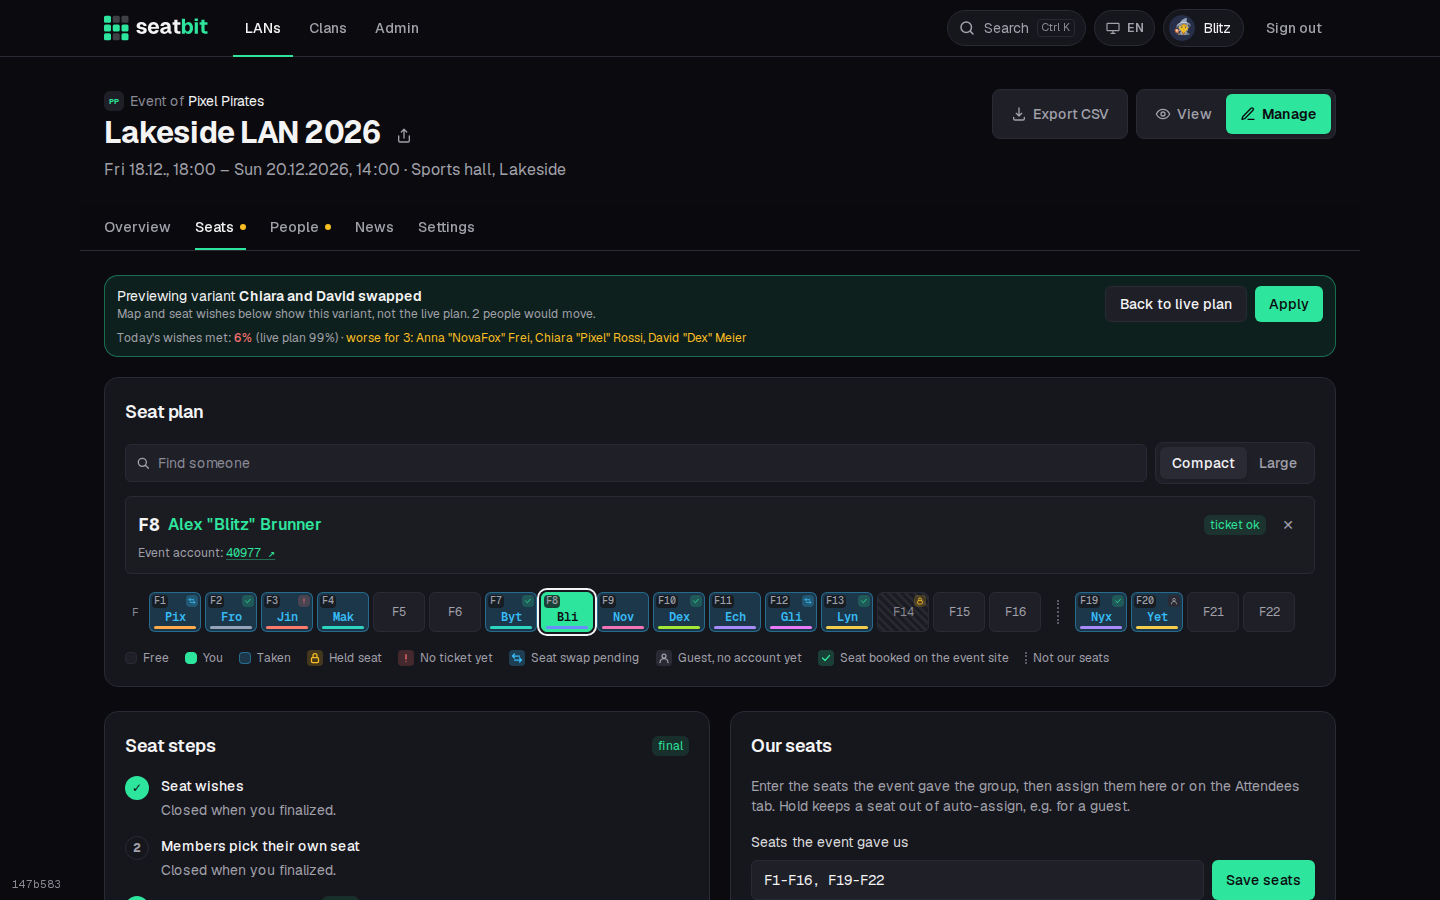 seatbit
LANs
Clans
Admin
Search
Ctrl K
EN
Blitz
Sign out
PP
Event of Pixel Pirates
Lakeside LAN 2026
Fri 18.12., 18:00 – Sun 20.12.2026, 14:00 · Sports hall, Lakeside
Export CSV
View
Manage
Overview
Seats
People
News
Settings
Previewing variant Chiara and David swapped
Map and seat wishes below show this variant, not the live plan. 2 people would move.
Today's wishes met: 6% (live plan 99%) · worse for 3: Anna "NovaFox" Frei, Chiara "Pixel" Rossi, David "Dex" Meier
Back to live plan
Apply
Seat plan
Find someone
Compact
Large
F8 Alex "Blitz" Brunner
ticket ok
✕
Event account: 40977 ↗
F
F1 Pix
F2 Fro
F3 Jin
F4 Mak
F5
F6
F7 Byt
F8 Bli
F9 Nov
F10 Dex
F11 Ech
F12 Gli
F13 Lyn
F14
F15
F16
F19 Nyx
F20 Yet
F21
F22
Free
You
Taken
Held seat
No ticket yet
Seat swap pending
Guest, no account yet
Seat booked on the event site
Not our seats
Seat steps
final
✓ Seat wishes
Closed when you finalized.
2 Members pick their own seat
Closed when you finalized.
Our seats
Enter the seats the event gave the group, then assign them here or on the Attendees
tab. Hold keeps a seat out of auto-assign, e.g. for a guest.
Seats the event gave us
F1-F16, F19-F22
Save seats
147b583